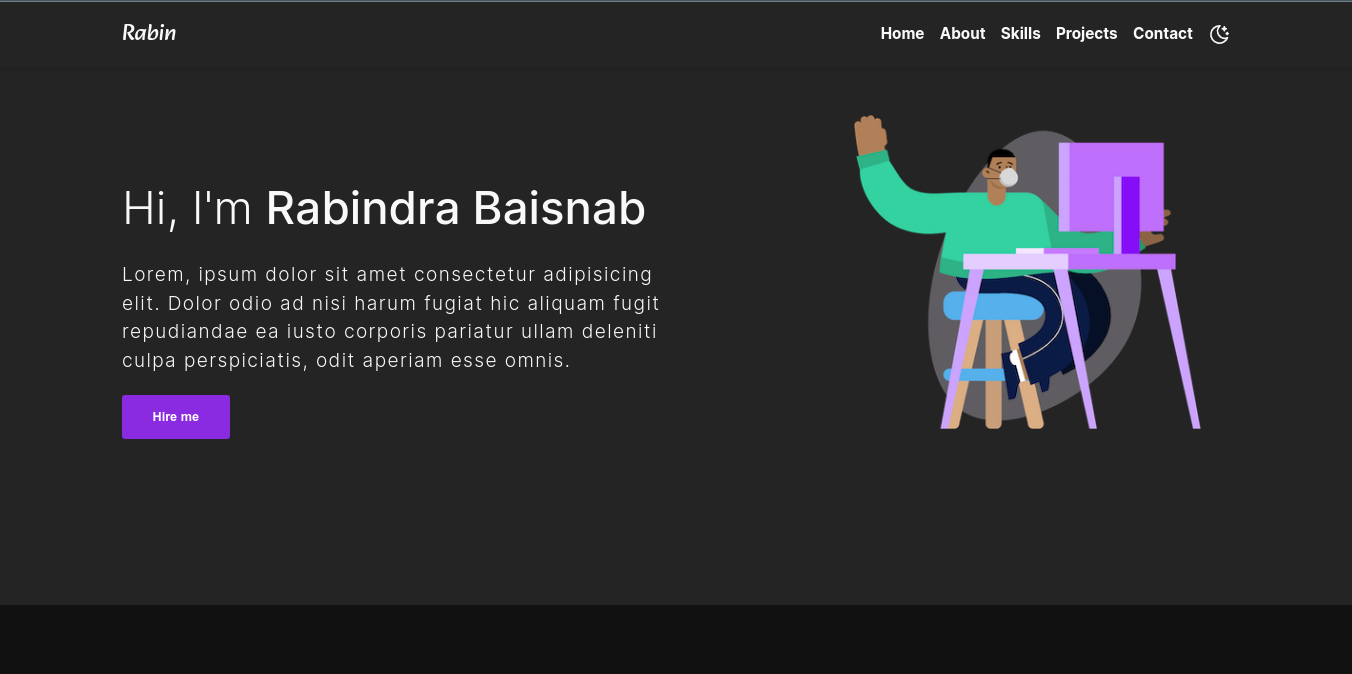 Rabin
Home About Skills Projects Contact
Hi, I'm Rabindra Baisnab
Lorem, ipsum dolor sit amet consectetur adipisicing
elit. Dolor odio ad nisi harum fugiat hic aliquam fugit
repudiandae ea iusto corporis pariatur ullam deleniti
culpa perspiciatis, odit aperiam esse omnis.
Hire me